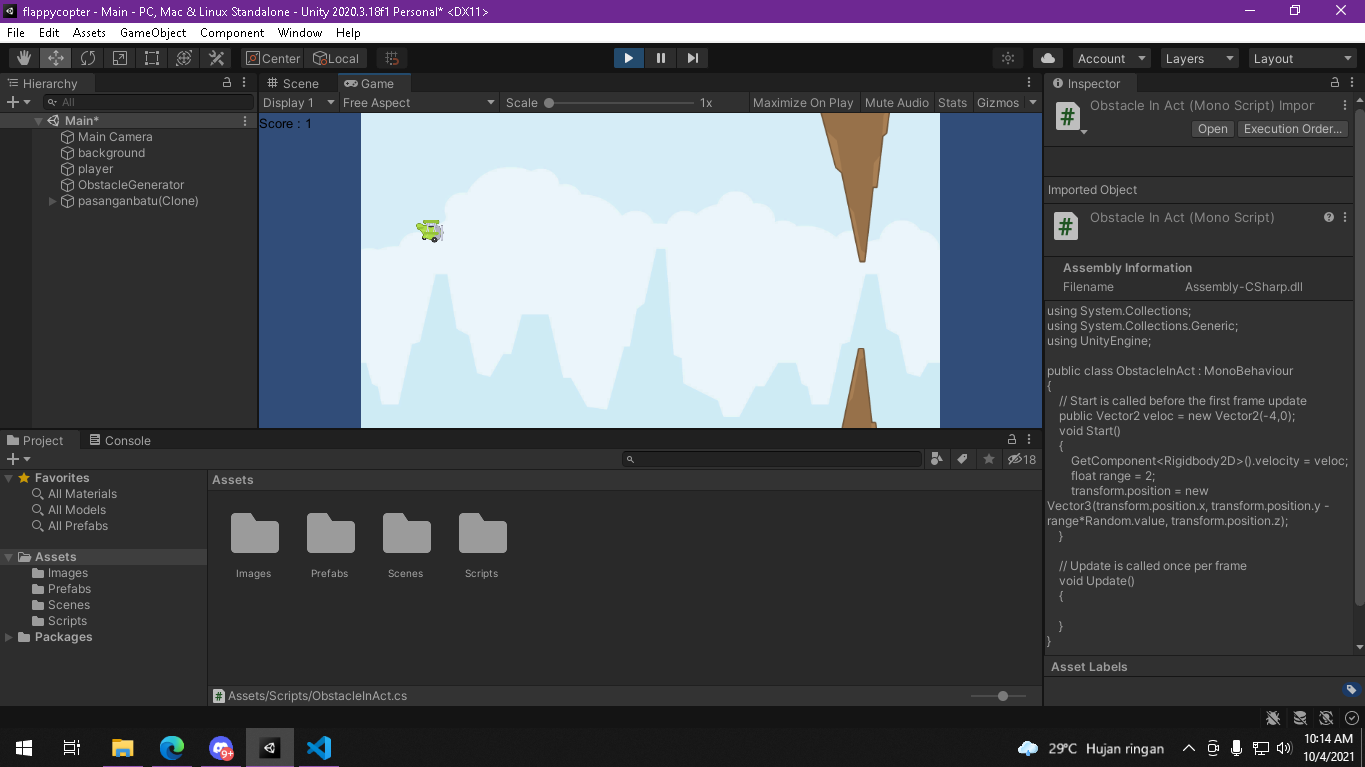 flappycopter - Main - PC, Mac & Linux Standalone - Unity 2020.3.18f1 Personal* <DX11>
File Edit Assets GameObject Component Window Help
Center Local Account Layers Layout
Hierarchy
All
Main*
Main Camera
background
player
ObstacleGenerator
pasanganbatu(Clone)
Scene Game
Display 1 Free Aspect Scale 1x Maximize On Play Mute Audio Stats Gizmos
Score : 1
Inspector
Obstacle In Act (Mono Script) Impor
Open Execution Order...
Imported Object
Obstacle In Act (Mono Script)
Assembly Information
Filename Assembly-CSharp.dll
using System.Collections;
using System.Collections.Generic;
using UnityEngine;
public class ObstacleInAct : MonoBehaviour
{
// Start is called before the first frame update
public Vector2 veloc = new Vector2(-4,0);
void Start()
{
GetComponent<Rigidbody2D>().velocity = veloc;
float range = 2;
transform.position = new
Vector3(transform.position.x, transform.position.y -
range*Random.value, transform.position.z);
}
// Update is called once per frame
void Update()
{
}
}
Asset Labels
Project Console
18
Favorites
All Materials
All Models
All Prefabs
Assets
Images
Prefabs
Scenes
Scripts
Packages
Assets
Images Prefabs Scenes Scripts
Assets/Scripts/ObstacleInAct.cs
9+
29°C Hujan ringan
10:14 AM
10/4/2021